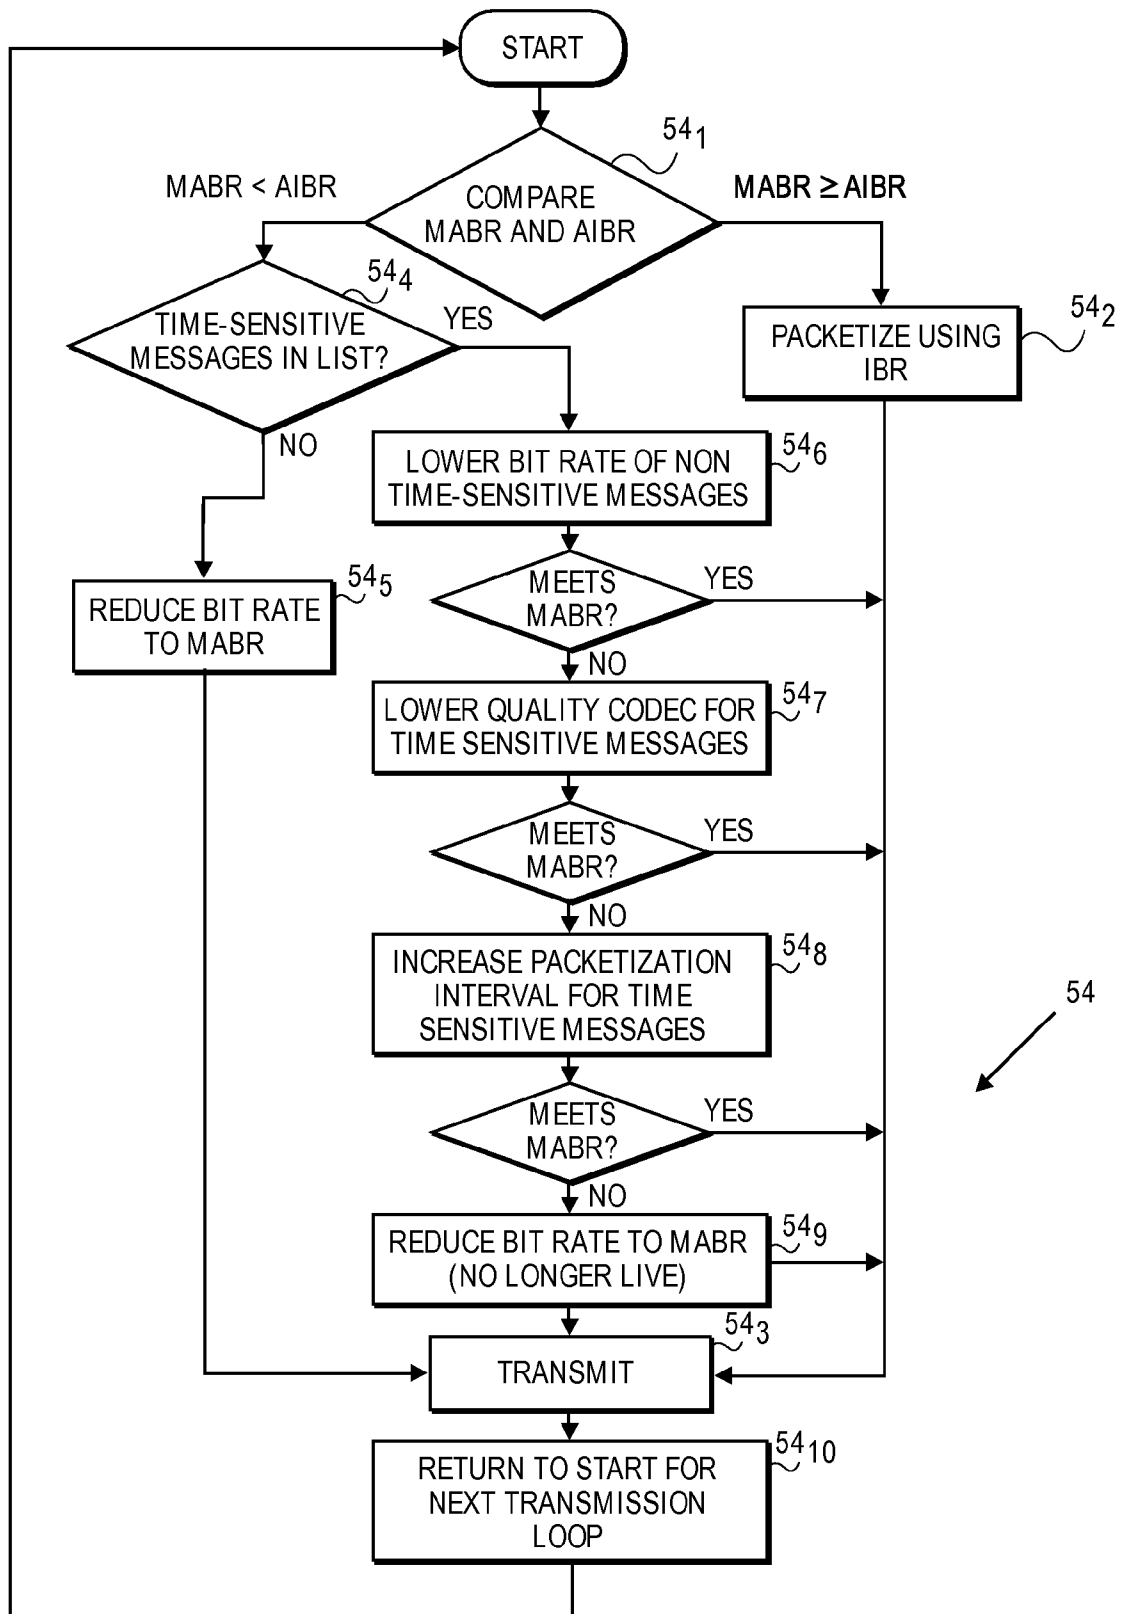 START
54₁
MABR < AIBR
MABR ≥ AIBR
COMPARE
MABR AND AIBR
54₄
TIME-SENSITIVE
MESSAGES IN LIST?
YES
NO
54₂
PACKETIZE USING
IBR
54₆
LOWER BIT RATE OF NON
TIME-SENSITIVE MESSAGES
MEETS
MABR?
YES
NO
54₅
REDUCE BIT RATE
TO MABR
54₇
LOWER QUALITY CODEC FOR
TIME SENSITIVE MESSAGES
MEETS
MABR?
YES
NO
54₈
INCREASE PACKETIZATION
INTERVAL FOR TIME
SENSITIVE MESSAGES
54
MEETS
MABR?
YES
NO
54₉
REDUCE BIT RATE TO MABR
(NO LONGER LIVE)
54₃
TRANSMIT
54₁₀
RETURN TO START FOR
NEXT TRANSMISSION
LOOP